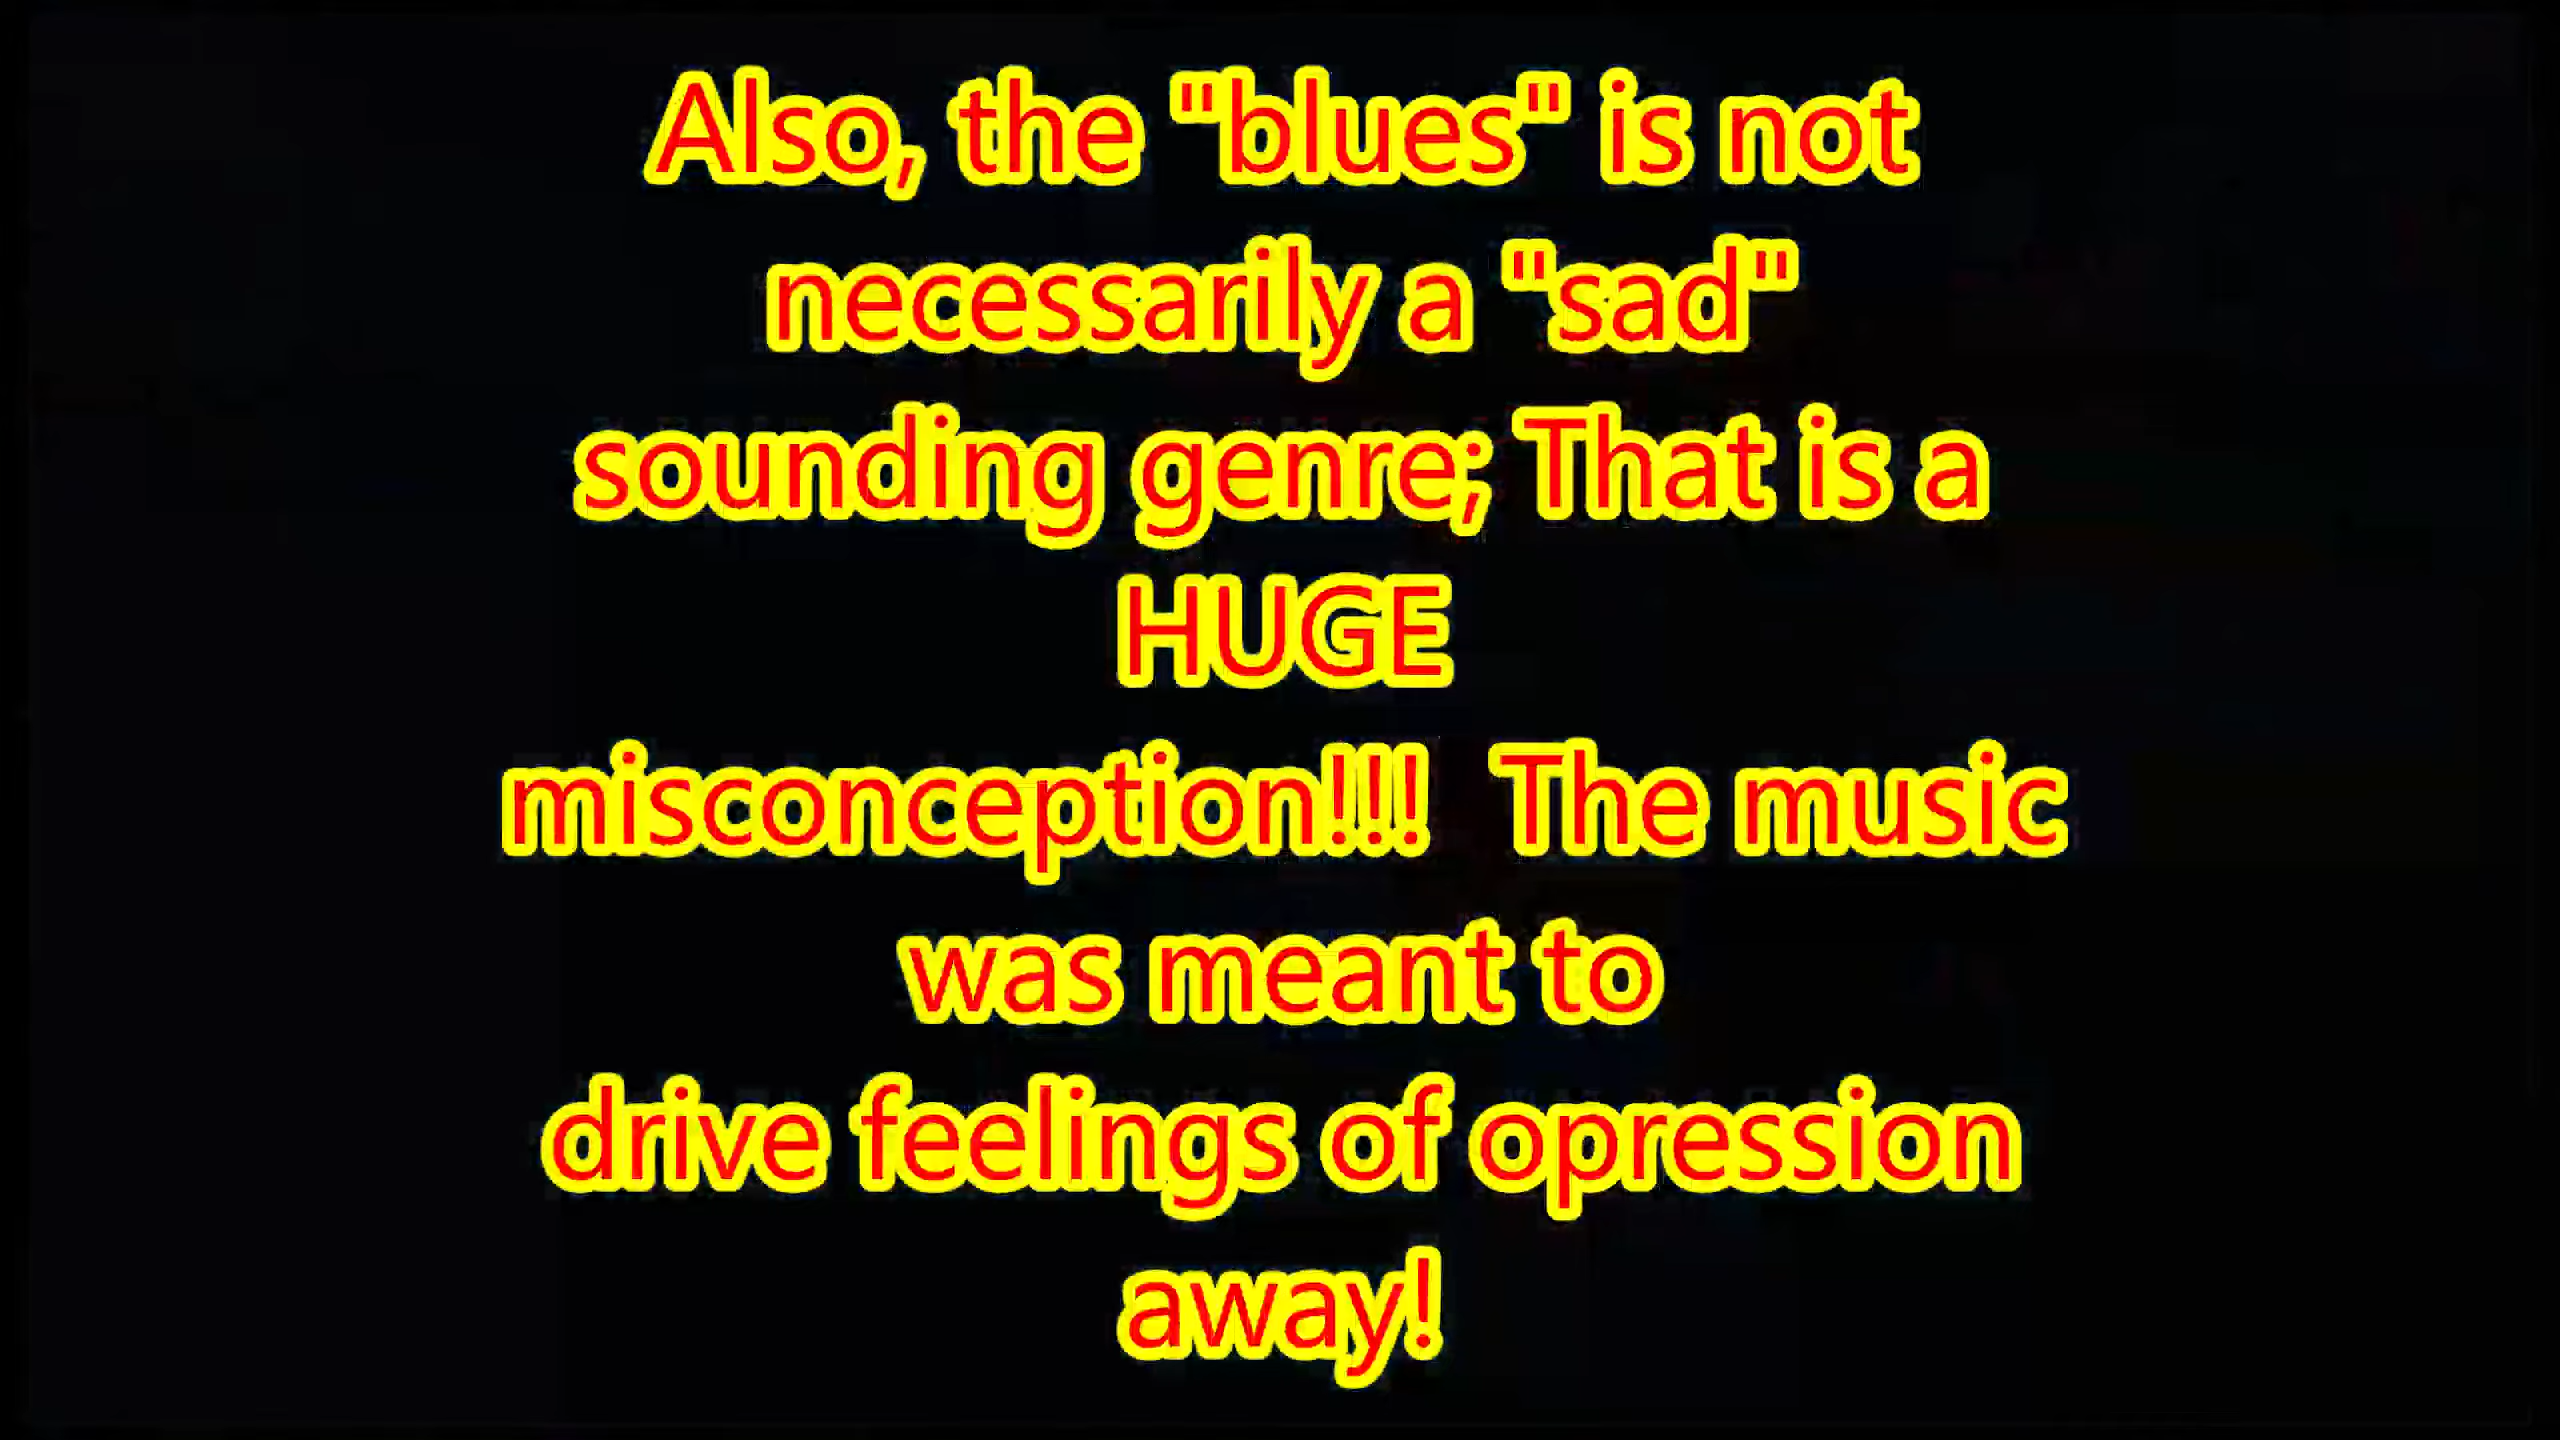 Also, the "blues" is not
necessarily a "sad"
sounding genre; That is a
HUGE
misconception!!!  The music
was meant to
drive feelings of opression
away!